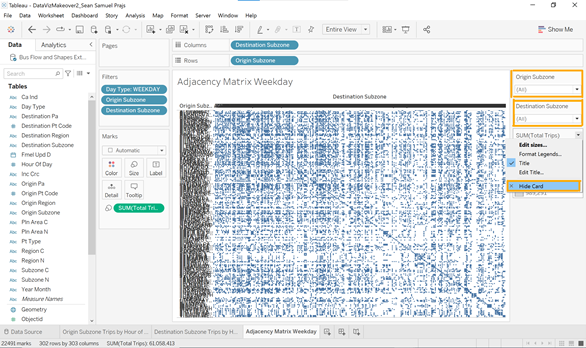 Tableau - DataVizMakeover2_Sean Samuel Prajs
File Data Worksheet Dashboard Story Analysis Map Format Server Window Help
Entire View
Show Me
Data Analytics
Bus Flow and Shapes Ext...
Search
Tables
Ca Ind
Day Type
Destination Pa
Destination Pt Code
Destination Region
Destination Subzone
Fmel Upd D
Hour Of Day
Inc Crc
Origin Pa
Origin Pt Code
Origin Region
Origin Subzone
Pln Area C
Pln Area N
Pt Type
Region C
Region N
Subzone C
Subzone N
Year Month
Measure Names
Geometry
Objectid
Pages
Filters
Day Type: WEEKDAY
Origin Subzone
Destination Subzone
Marks
Automatic
Color Size Label
Detail Tooltip
SUM(Total Tri...
Columns Destination Subzone
Rows Origin Subzone
Adjacency Matrix Weekday
Destination Subzone
Origin Subz...
Origin Subzone
(All)
Destination Subzone
(All)
SUM(Total Trips)
Edit sizes...
Format Legends...
Title
Edit Title...
Hide Card
Data Source Origin Subzone Trips by Hour of ... Destination Subzone Trips by H... Adjacency Matrix Weekday
22491 marks 302 rows by 303 columns SUM(Total Trips): 61,058,413